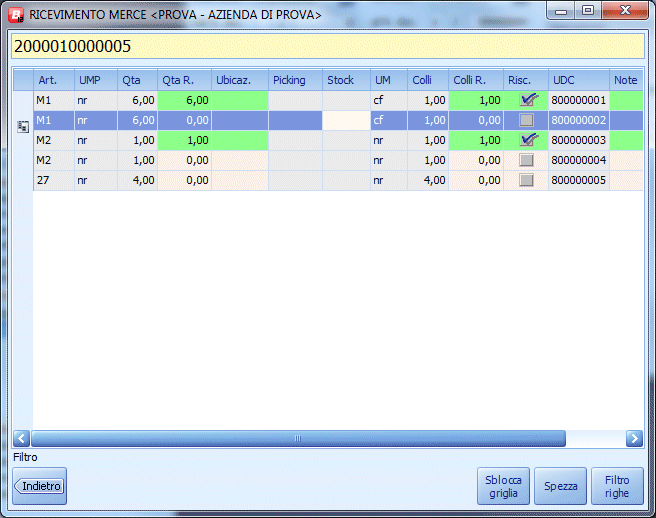 RICEVIMENTO MERCE <PROVA - AZIENDA DI PROVA>
2000010000005
Art. UMP Qta Qta R. Ubicaz. Picking Stock UM Colli Colli R. Risc. UDC Note
M1 nr 6,00 6,00 cf 1,00 1,00 800000001
M1 nr 6,00 0,00 cf 1,00 0,00 800000002
M2 nr 1,00 1,00 nr 1,00 1,00 800000003
M2 nr 1,00 0,00 nr 1,00 0,00 800000004
27 nr 4,00 0,00 nr 4,00 0,00 800000005
Filtro
Indietro
Sblocca griglia
Spezza
Filtro righe